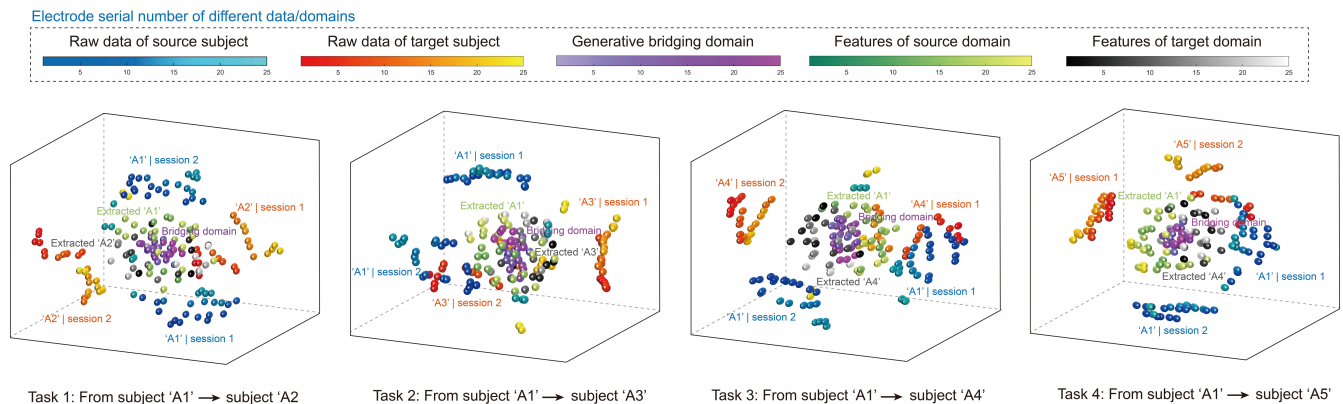 Electrode serial number of different data/domains
Raw data of source subject Raw data of target subject Generative bridging domain Features of source domain Features of target domain
5 10 15 20 25 5 10 15 20 25 5 10 15 20 25 5 10 15 20 25 5 10 15 20 25
'A1' | session 2
Extracted 'A1'
'A2' | session 1
Bridging domain
Extracted 'A2'
'A2' | session 2
'A1' | session 1
Task 1: From subject 'A1' → subject 'A2
'A1' | session 1
Extracted 'A1'
'A3' | session 1
Bridging domain
Extracted 'A3'
'A1' | session 2
'A3' | session 2
Task 2: From subject 'A1' → subject 'A3'
'A4' | session 2
Extracted 'A1'
'A4' | session 1
Bridging domain
Extracted 'A4'
'A1' | session 1
'A1' | session 2
Task 3: From subject 'A1' → subject 'A4'
'A5' | session 2
'A5' | session 1
Extracted 'A1'
Bridging domain
Extracted 'A4'
'A1' | session 1
'A1' | session 2
Task 4: From subject 'A1' → subject 'A5'